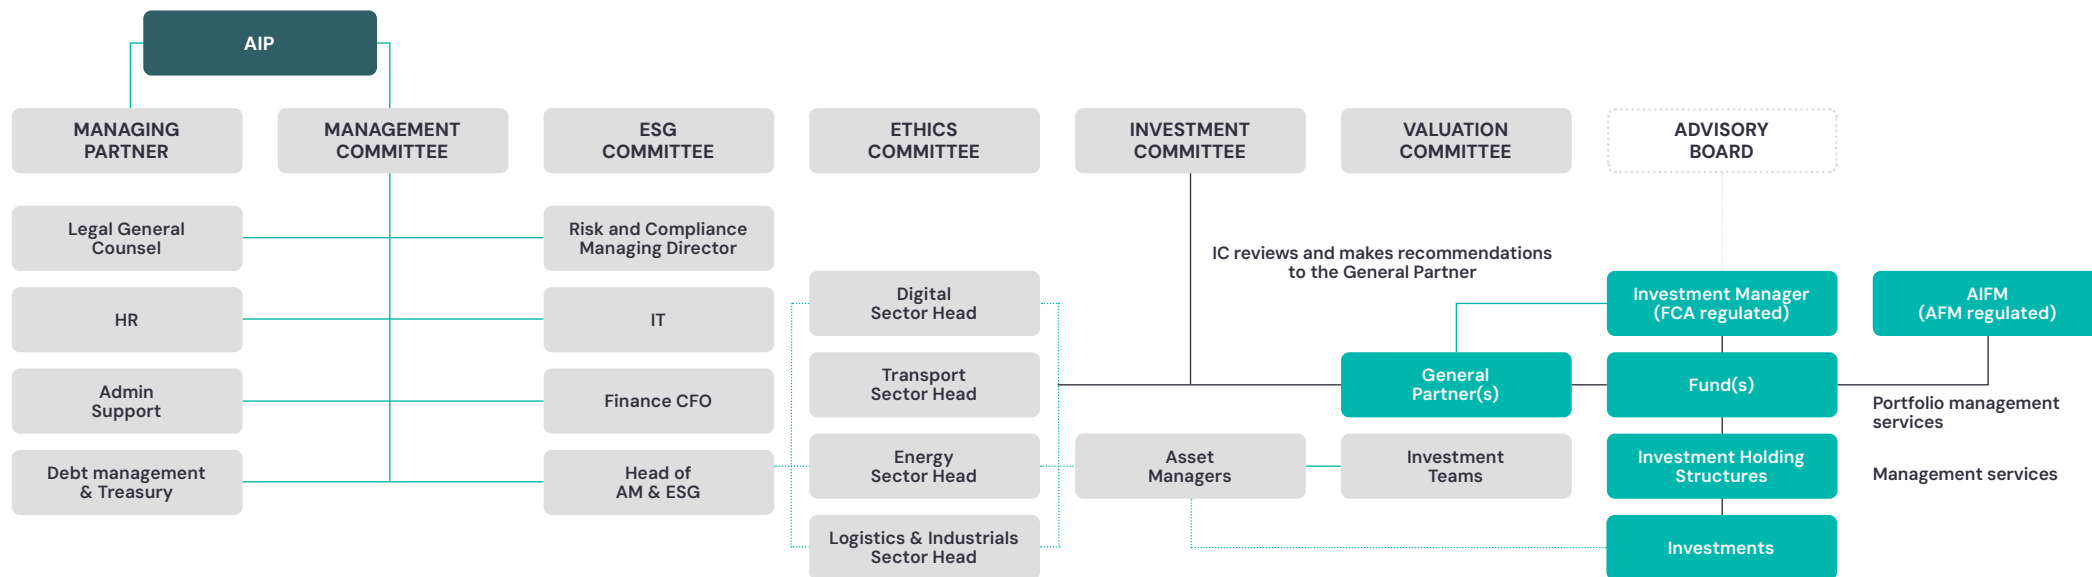 AIP
MANAGING
PARTNER
MANAGEMENT
COMMITTEE
ESG
COMMITTEE
ETHICS
COMMITTEE
INVESTMENT
COMMITTEE
VALUATION
COMMITTEE
ADVISORY
BOARD
Legal General
Counsel
Risk and Compliance
Managing Director
IC reviews and makes recommendations
to the General Partner
HR
IT
Digital
Sector Head
Investment Manager
(FCA regulated)
AIFM
(AFM regulated)
Admin
Support
Finance CFO
Transport
Sector Head
General
Partner(s)
Fund(s)
Portfolio management
services
Debt management
& Treasury
Head of
AM & ESG
Energy
Sector Head
Asset
Managers
Investment
Teams
Investment Holding
Structures
Management services
Logistics & Industrials
Sector Head
Investments